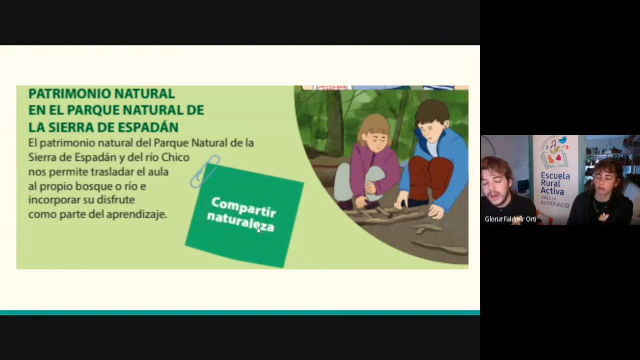 PATRIMONIO NATURAL
EN EL PARQUE NATURAL DE
LA SIERRA DE ESPADÁN
El patrimonio natural del Parque Natural de la
Sierra de Espadán y del río Chico
nos permite trasladar el aula
al propio bosque o río e
incorporar su disfrute
como parte del aprendizaje.
Compartir
naturaleza
Escuela
Rural
Activa
Gloria